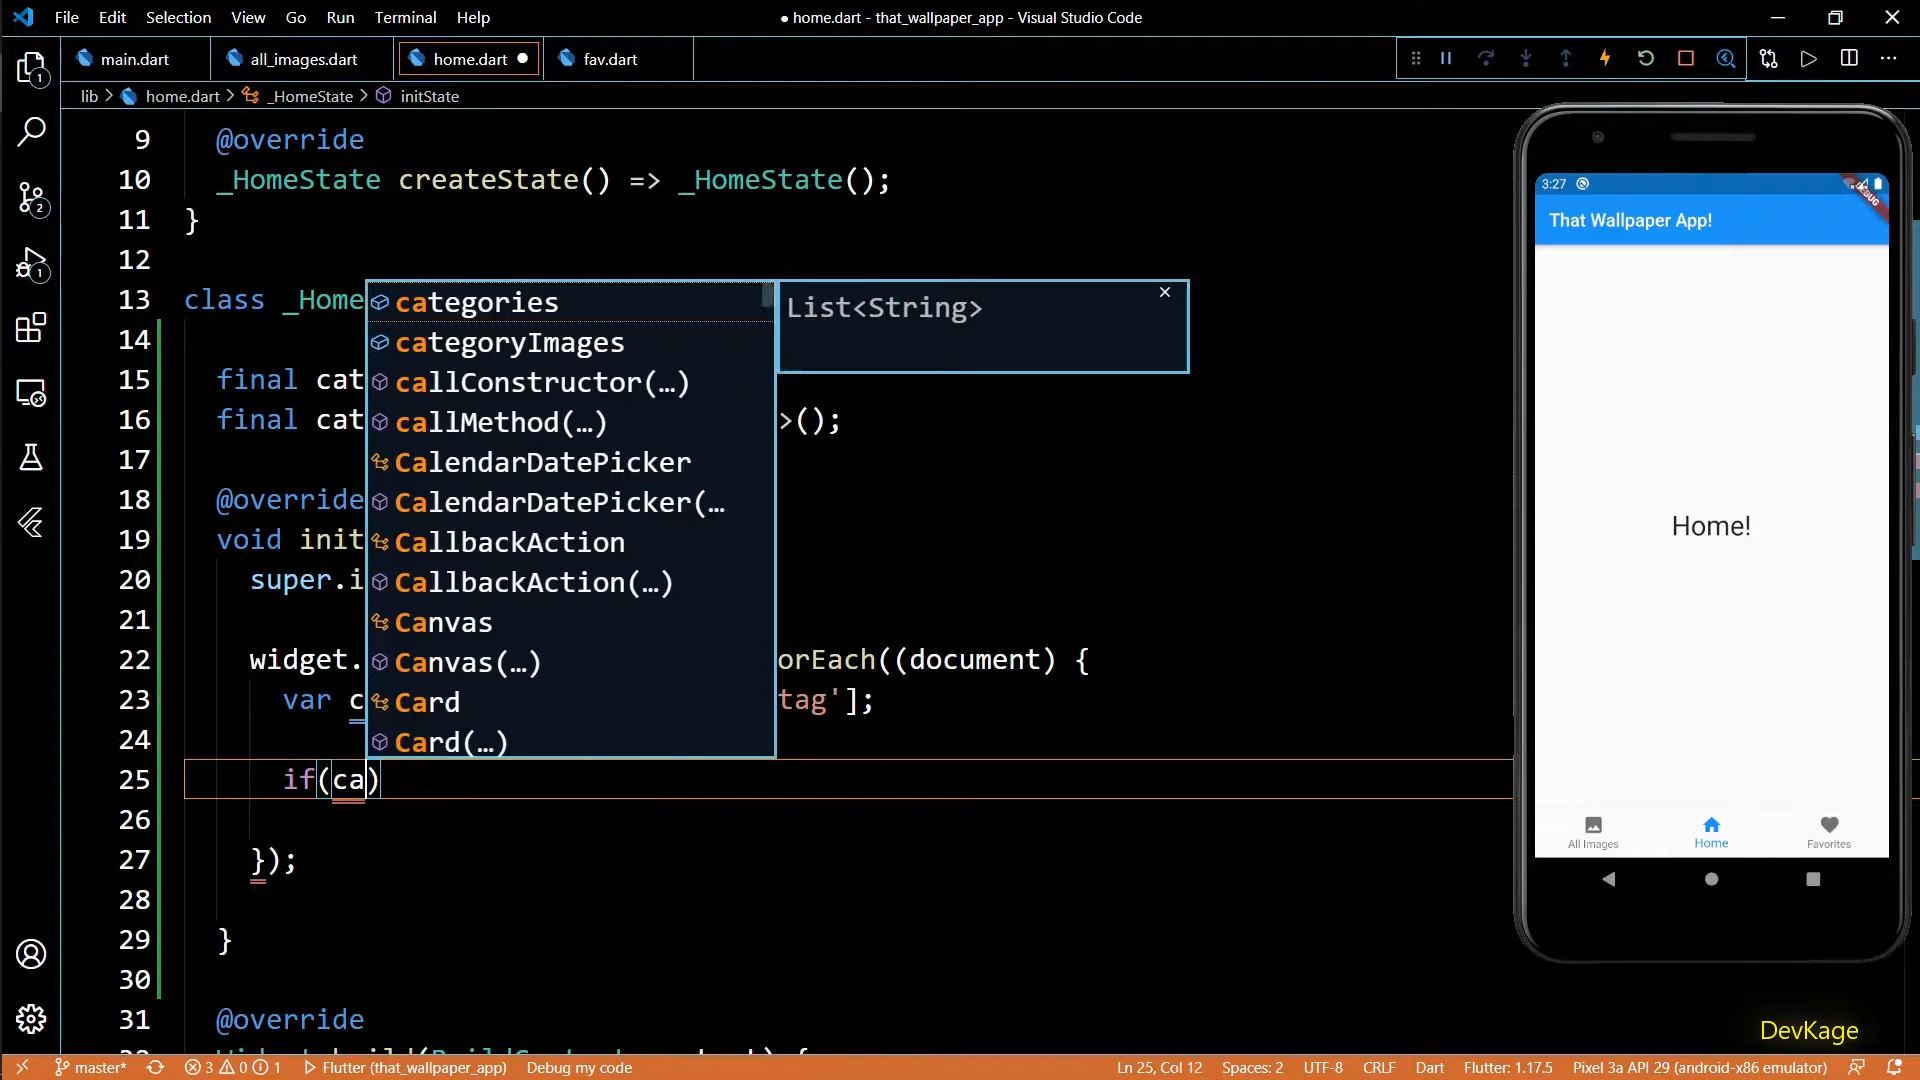 File Edit Selection View Go Run Terminal Help
● home.dart - that_wallpaper_app - Visual Studio Code
main.dart all_images.dart home.dart fav.dart
lib > home.dart > _HomeState > initState
9 @override
10 _HomeState createState() => _HomeState();
11 }
12
13 class _Home
14
15 final cat
16 final cat >();
17
18 @override
19 void init
20 super.i
21
22 widget. orEach((document) {
23 var c tag'];
24
25 if(ca)
26
27 });
28
29 }
30
31 @override
categories
categoryImages
callConstructor(…)
callMethod(…)
CalendarDatePicker
CalendarDatePicker(…
CallbackAction
CallbackAction(…)
Canvas
Canvas(…)
Card
Card(…)
List<String>
3:27
DEBUG
That Wallpaper App!
Home!
All Images Home Favorites
DevKage
1
2
1
master* 3 0 1 Flutter (that_wallpaper_app) Debug my code Ln 25, Col 12 Spaces: 2 UTF-8 CRLF Dart Flutter: 1.17.5 Pixel 3a API 29 (android-x86 emulator)